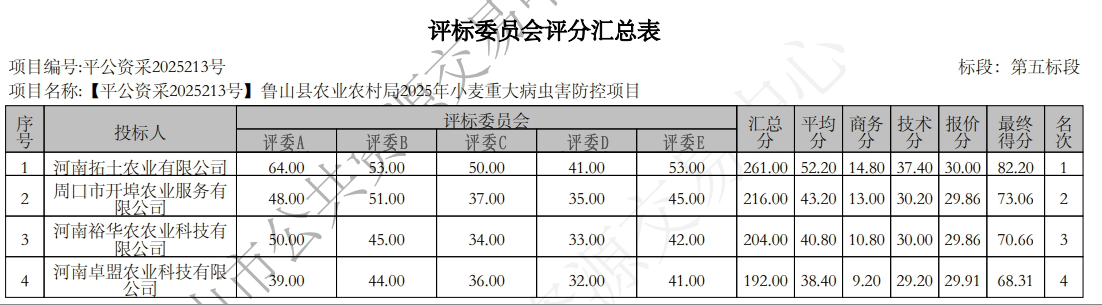 评标委员会评分汇总表
项目编号:平公资采2025213号 标段：第五标段
项目名称:【平公资采2025213号】鲁山县农业农村局2025年小麦重大病虫害防控项目
序号 投标人 评标委员会 汇总分 平均分 商务分 技术分 报价分 最终得分 名次
评委A 评委B 评委C 评委D 评委E
1 河南拓土农业有限公司 64.00 53.00 50.00 41.00 53.00 261.00 52.20 14.80 37.40 30.00 82.20 1
周口市开埠农业服务有
2 48.00 51.00 37.00 35.00 45.00 216.00 43.20 13.00 30.20 29.86 73.06 2
限公司
河南裕华农农业科技有
3 50.00 45.00 34.00 33.00 42.00 204.00 40.80 10.80 30.00 29.86 70.66 3
限公司
河南卓盟农业科技有限
4 39.00 44.00 36.00 32.00 41.00 192.00 38.40 9.20 29.20 29.91 68.31 4
公司